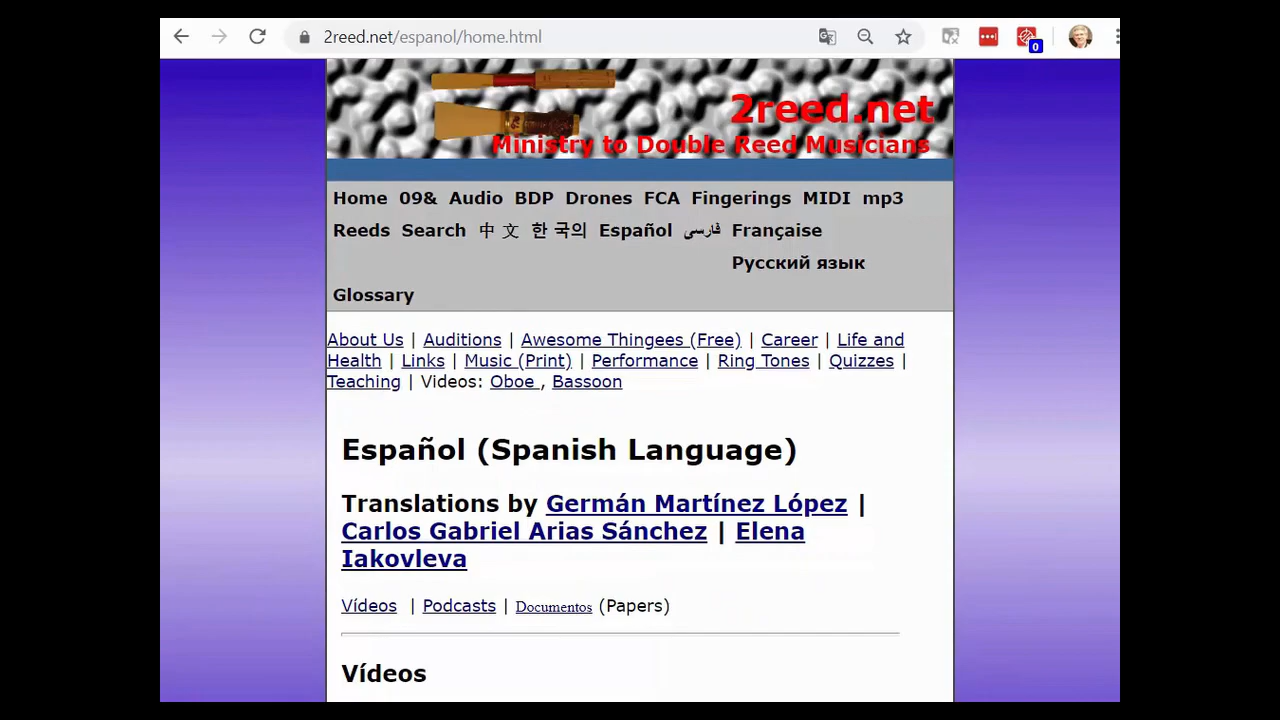 2reed.net/espanol/home.html
0
2reed.net
Ministry to Double Reed Musicians
Home 09& Audio BDP Drones FCA Fingerings MIDI mp3
Reeds Search 中 文 한 국의 Español فارسی Française
Русский язык
Glossary
About Us | Auditions | Awesome Thingees (Free) | Career | Life and
Health | Links | Music (Print) | Performance | Ring Tones | Quizzes |
Teaching | Videos: Oboe , Bassoon
Español (Spanish Language)
Translations by Germán Martínez López |
Carlos Gabriel Arias Sánchez | Elena
Iakovleva
Vídeos | Podcasts | Documentos (Papers)
Vídeos